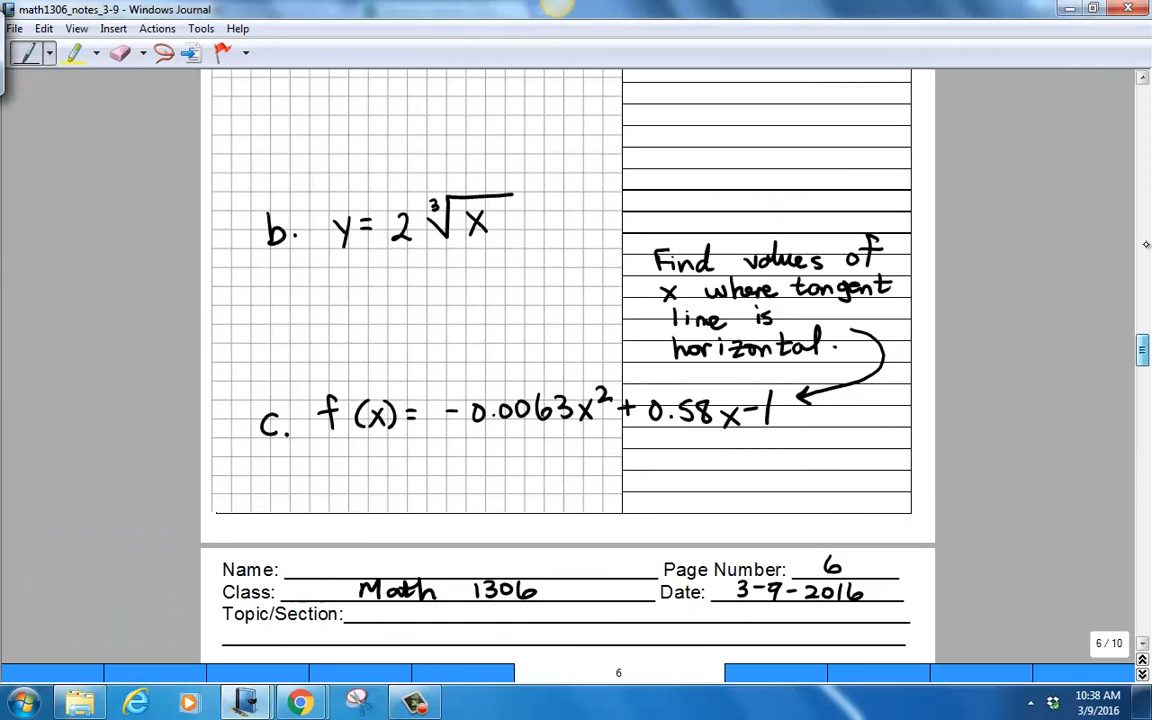 math1306_notes_3-9 - Windows Journal
File Edit View Insert Actions Tools Help
b. y= 2 ∛x
Find values of
x where tangent
line is
horizontal.
c. f(x)= -0.0063x² + 0.58x-1
Name:
Page Number: 6
Class: Math 1306
Date: 3-9-2016
Topic/Section:
6 / 10
6
10:38 AM
3/9/2016